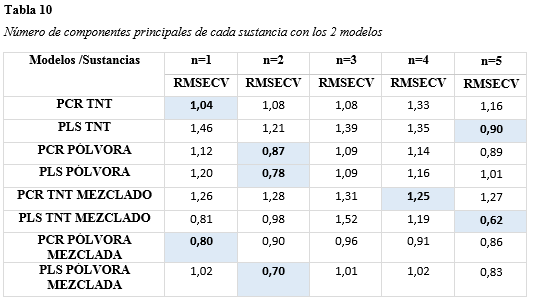 Tabla 10
Número de componentes principales de cada sustancia con los 2 modelos
Modelos /Sustancias n=1 n=2 n=3 n=4 n=5
RMSECV RMSECV RMSECV RMSECV RMSECV
PCR TNT 1,04 1,08 1,08 1,33 1,16
PLS TNT 1,46 1,21 1,39 1,35 0,90
PCR PÓLVORA 1,12 0,87 1,09 1,14 0,89
PLS PÓLVORA 1,20 0,78 1,09 1,16 1,01
PCR TNT MEZCLADO 1,26 1,28 1,31 1,25 1,27
PLS TNT MEZCLADO 0,81 0,98 1,52 1,19 0,62
PCR PÓLVORA 0,80 0,90 0,96 0,91 0,86
MEZCLADA
PLS PÓLVORA 1,02 0,70 1,01 1,02 0,83
MEZCLADA